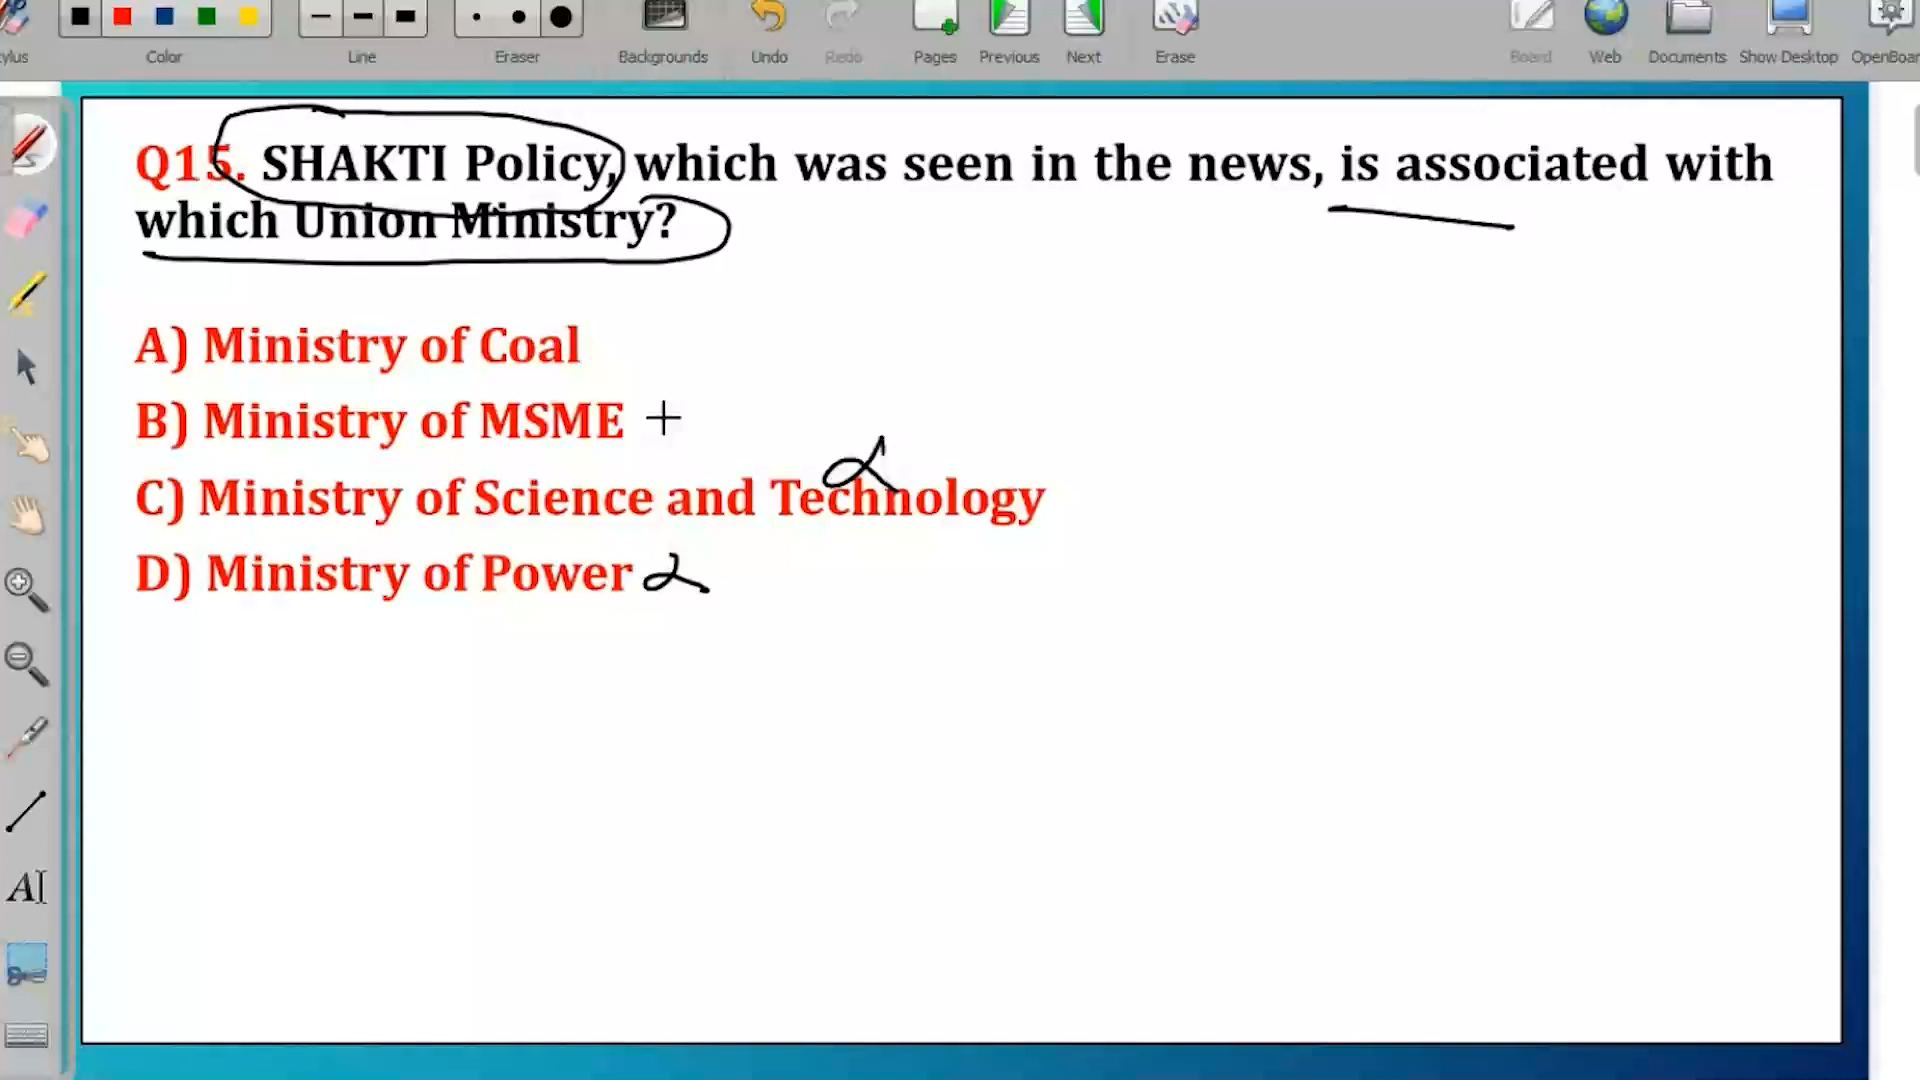 tylus
Color
Line
Eraser
Backgrounds
Undo
Redo
Pages
Previous
Next
Erase
Board
Web
Documents
Show Desktop
OpenBoar
Q15. SHAKTI Policy, which was seen in the news, is associated with
which Union Ministry?
A) Ministry of Coal
B) Ministry of MSME
C) Ministry of Science and Technology
D) Ministry of Power
AI